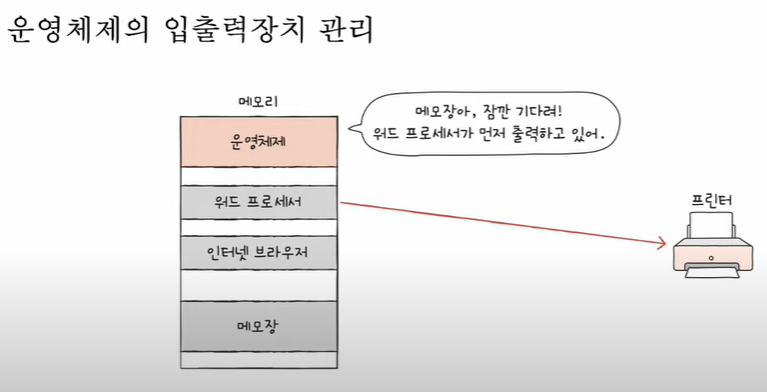 운영체제의 입출력장치 관리
메모리
메모장아, 잠깐 기다려!
워드 프로세서가 먼저 출력하고 있어.
운영체제
프린터
워드 프로세서
인터넷 브라우저
메모장